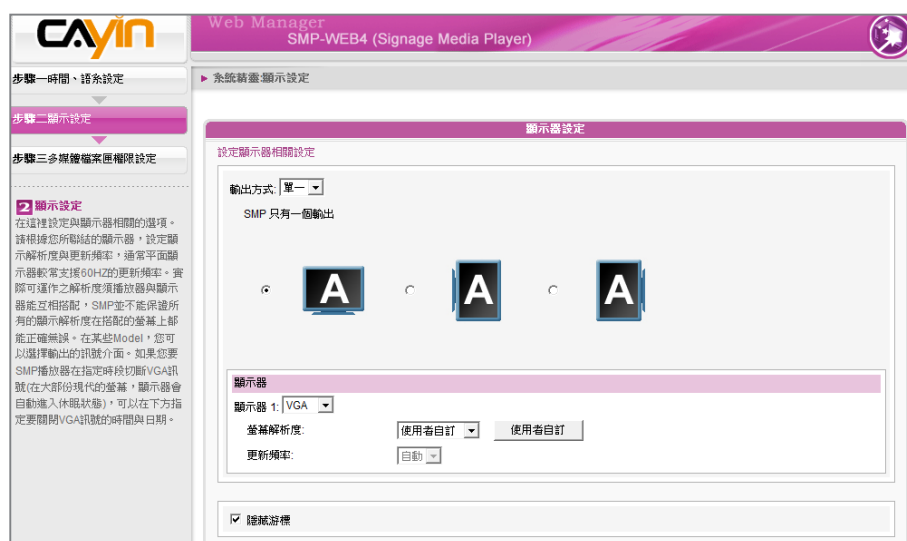 CAYIN
Web Manager
SMP-WEB4 (Signage Media Player)
步驟一時間、語系設定
步驟二顯示設定
步驟三多媒體檔案匣權限設定
2 顯示設定
在這裡設定與顯示器相關的選項。
請根據您所聯結的顯示器，設定顯
示解析度與更新頻率，通常平面顯
示器較常支援60HZ的更新頻率。實
際可運作之解析度須播放器與顯示
器能互相搭配，SMP並不能保證所
有的顯示解析度在搭配的螢幕上都
能正確無誤。在某些Model，您可
以選擇輸出的訊號介面。如果您要
SMP播放器在指定時段切斷VGA訊
號(在大部份現代的螢幕，顯示器會
自動進入休眠狀態)，可以在下方指
定要關閉VGA訊號的時間與日期。
系統精靈:顯示設定
顯示器設定
設定顯示器相關設定
輸出方式: 單一
SMP 只有一個輸出
A A A
顯示器
顯示器 1: VGA
螢幕解析度: 使用者自訂 使用者自訂
更新頻率: 自動
隱藏游標